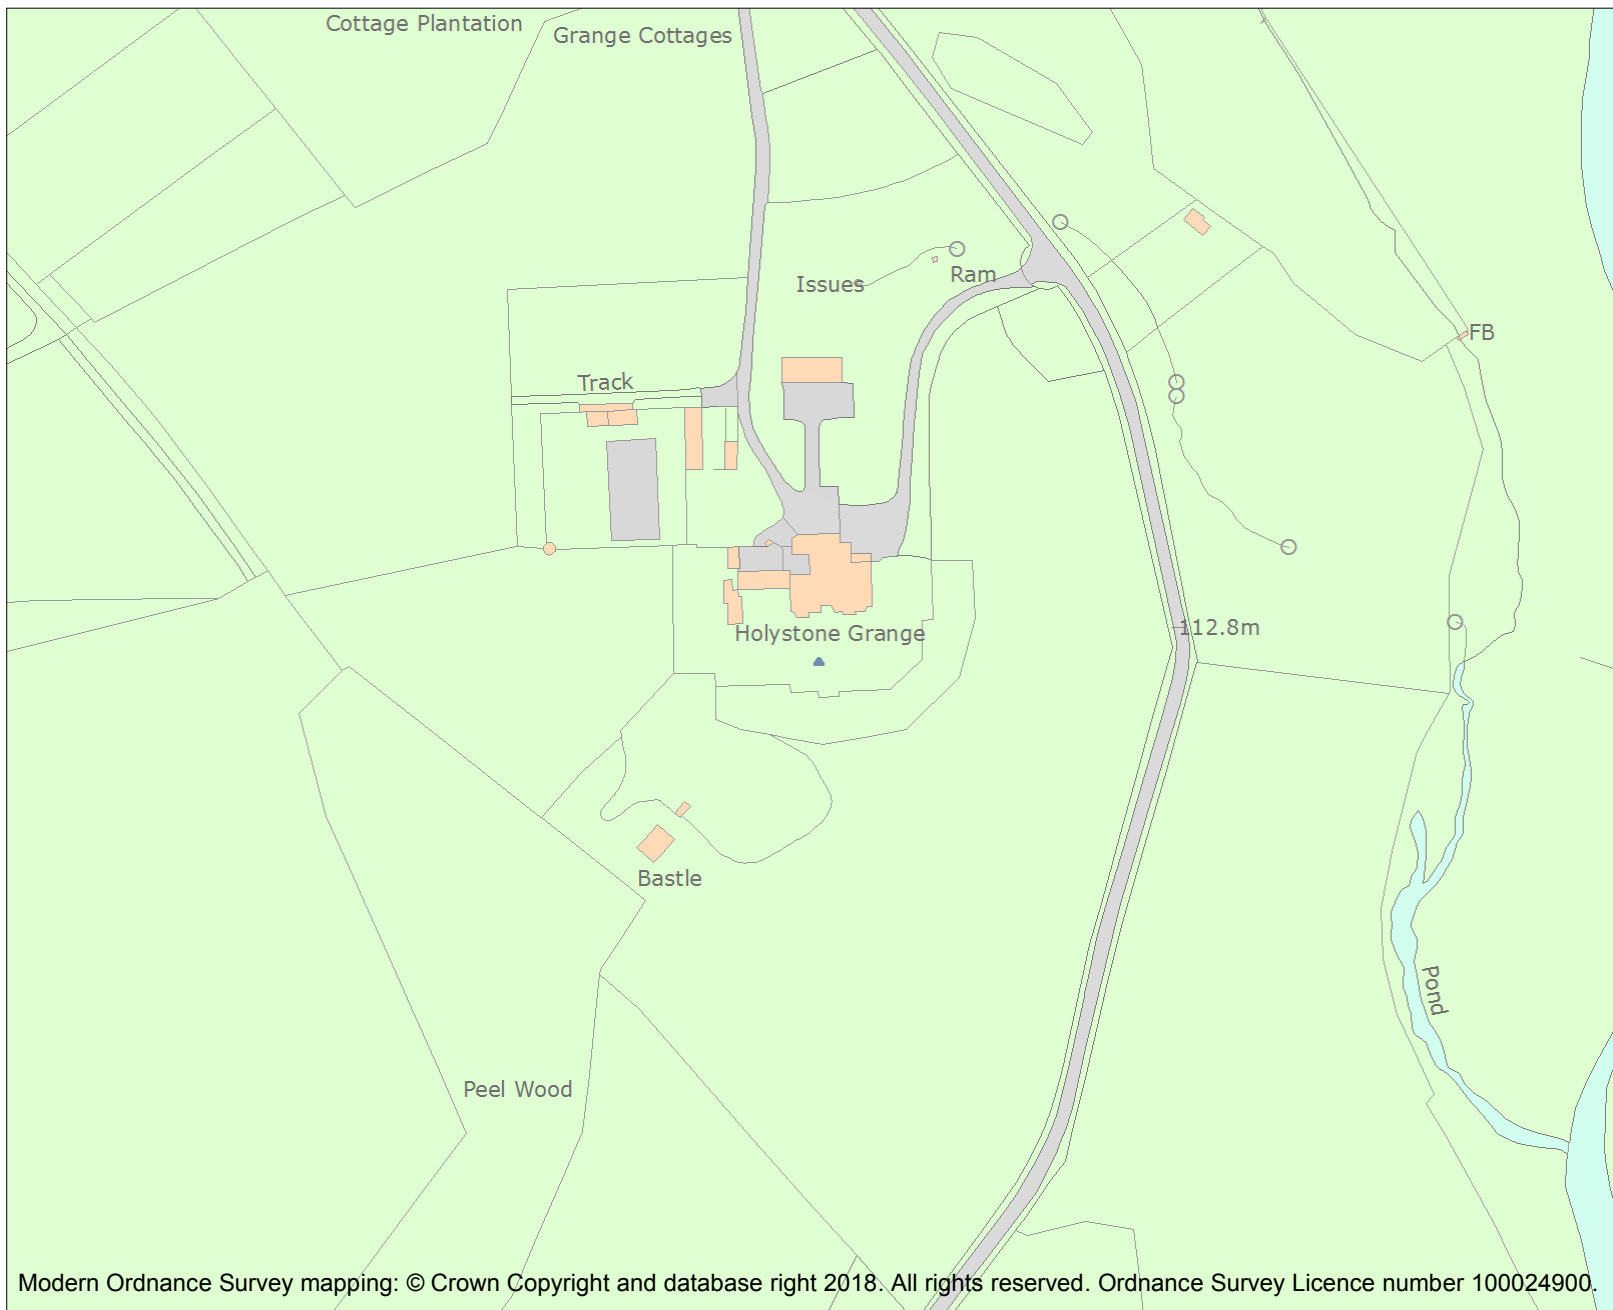 Cottage Plantation
Grange Cottages
Issues
Ram
FB
Track
Holystone Grange
112.8m
Bastle
Pond
Peel Wood
Modern Ordnance Survey mapping: © Crown Copyright and database right 2018. All rights reserved. Ordnance Survey Licence number 100024900.